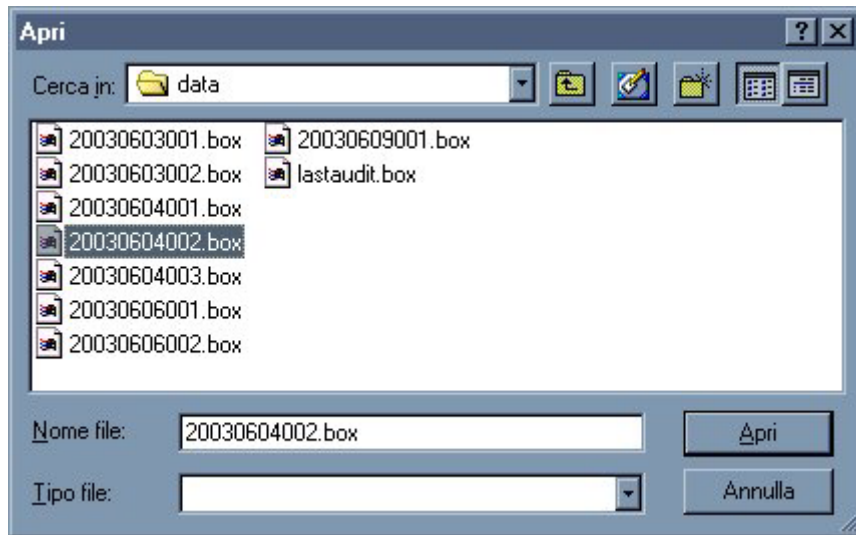 Apri
Cerca in: data
20030603001.box
20030603002.box
20030604001.box
20030604002.box
20030604003.box
20030606001.box
20030606002.box
20030609001.box
lastaudit.box
Nome file: 20030604002.box Apri
Tipo file: Annulla